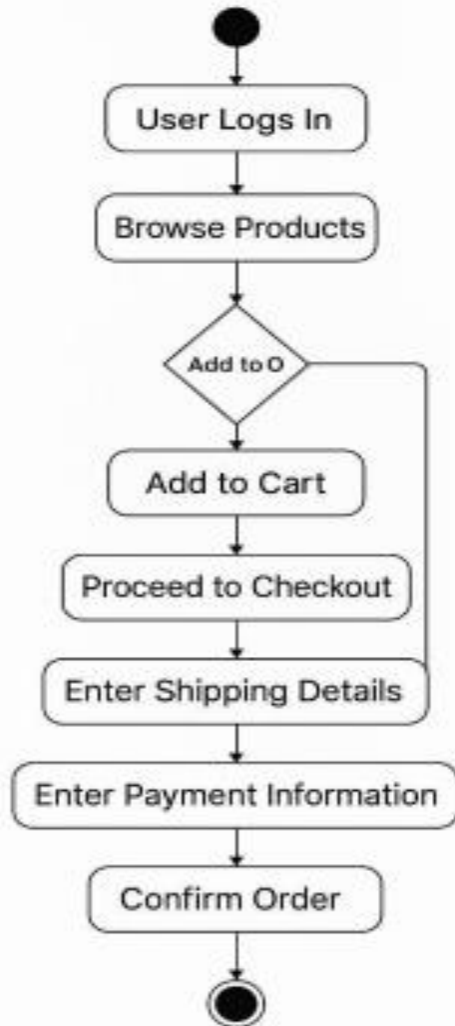 User Logs In
Browse Products
Add to O
Add to Cart
Proceed to Checkout
Enter Shipping Details
Enter Payment Information
Confirm Order